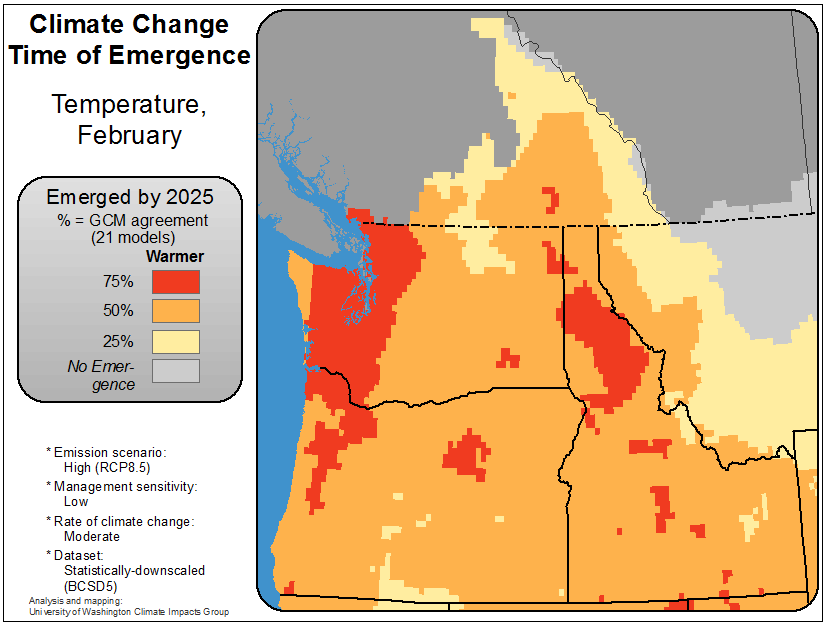 Climate Change
Time of Emergence
Temperature,
February
Emerged by 2025
% = GCM agreement
(21 models)
Warmer
75%
50%
25%
No Emer-
gence
* Emission scenario:
High (RCP8.5)
* Management sensitivity:
Low
* Rate of climate change:
Moderate
* Dataset:
Statistically-downscaled
(BCSD5)
Analysis and mapping:
University of Washington Climate Impacts Group